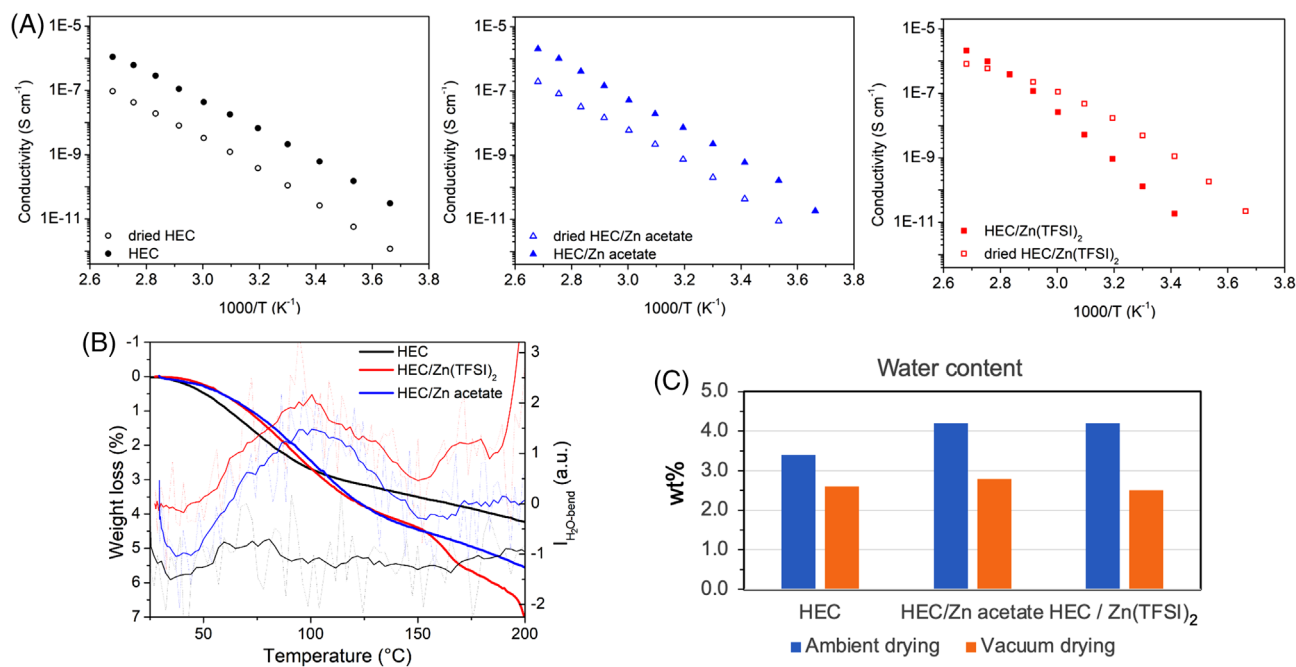 (A)
1E-5
1E-7
1E-9
1E-11
Conductivity (S cm⁻¹)
dried HEC
HEC
2.6 2.8 3.0 3.2 3.4 3.6 3.8
1000/T (K⁻¹)
1E-5
1E-7
1E-9
1E-11
Conductivity (S cm⁻¹)
dried HEC/Zn acetate
HEC/Zn acetate
2.6 2.8 3.0 3.2 3.4 3.6 3.8
1000/T (K⁻¹)
1E-5
1E-7
1E-9
1E-11
Conductivity (S cm⁻¹)
HEC/Zn(TFSI)₂
dried HEC/Zn(TFSI)₂
2.6 2.8 3.0 3.2 3.4 3.6 3.8
1000/T (K⁻¹)
(B)
-1
0
1
2
3
4
5
6
7
Weight loss (%)
HEC
HEC/Zn(TFSI)₂
HEC/Zn acetate
3
2
1
0
-1
-2
I H₂O-bend (a.u.)
50 75 100 125 150 175 200
Temperature (°C)
(C)
Water content
5.0
4.0
3.0
2.0
1.0
0.0
wt%
HEC HEC/Zn acetate HEC / Zn(TFSI)₂
Ambient drying Vacuum drying